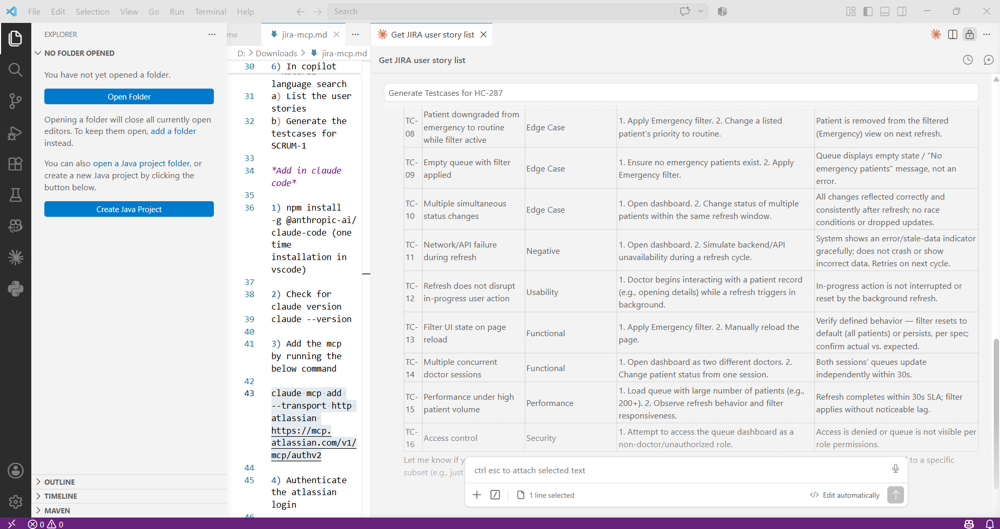 File Edit Selection View Go Run Terminal Help
Search
EXPLORER
NO FOLDER OPENED
You have not yet opened a folder.
Open Folder
Opening a folder will close all currently open
editors. To keep them open, add a folder
instead.
You can also open a Java project folder, or
create a new Java project by clicking the
button below.
Create Java Project
OUTLINE
TIMELINE
MAVEN
me
jira-mcp.md
D: > Downloads > jira-mcp.md
30 6) In copilot
language search
31 a) List the user
stories
32 b) Generate the
testcases for
SCRUM-1
33
34 *Add in claude
code*
35
36 1) npm install
-g @anthropic-ai/
claude-code (one
time
installation in
vscode)
37
38 2) Check for
claude version
39 claude --version
40
41 3) Add the mcp
by running the
below command
42
43 claude mcp add
--transport http
atlassian
https://mcp.
atlassian.com/v1/
mcp/authv2
44
45 4) Authenticate
the atlassian
login
46
Get JIRA user story list
Get JIRA user story list
Generate Testcases for HC-287
TC-08 Patient downgraded from emergency to routine while filter active Edge Case 1. Apply Emergency filter. 2. Change a listed patient's priority to routine. Patient is removed from the filtered (Emergency) view on next refresh.
TC-09 Empty queue with filter applied Edge Case 1. Ensure no emergency patients exist. 2. Apply Emergency filter. Queue displays empty state / "No emergency patients" message, not an error.
TC-10 Multiple simultaneous status changes Edge Case 1. Open dashboard. 2. Change status of multiple patients within the same refresh window. All changes reflected correctly and consistently after refresh; no race conditions or dropped updates.
TC-11 Network/API failure during refresh Negative 1. Open dashboard. 2. Simulate backend/API unavailability during a refresh cycle. System shows an error/stale-data indicator gracefully; does not crash or show incorrect data. Retries on next cycle.
TC-12 Refresh does not disrupt in-progress user action Usability 1. Doctor begins interacting with a patient record (e.g., opening details) while a refresh triggers in background. In-progress action is not interrupted or reset by the background refresh.
TC-13 Filter UI state on page reload Functional 1. Apply Emergency filter. 2. Manually reload the page. Verify defined behavior — filter resets to default (all patients) or persists, per spec; confirm actual vs. expected.
TC-14 Multiple concurrent doctor sessions Functional 1. Open dashboard as two different doctors. 2. Change patient status from one session. Both sessions' queues update independently within 30s.
TC-15 Performance under high patient volume Performance 1. Load queue with large number of patients (e.g., 200+). 2. Observe refresh behavior and filter responsiveness. Refresh completes within 30s SLA; filter applies without noticeable lag.
TC-16 Access control Security 1. Attempt to access the queue dashboard as a non-doctor/unauthorized role. Access is denied or queue is not visible per role permissions.
Let me know if y to a specific
subset (e.g., just
ctrl esc to attach selected text
1 line selected
</> Edit automatically
0 0